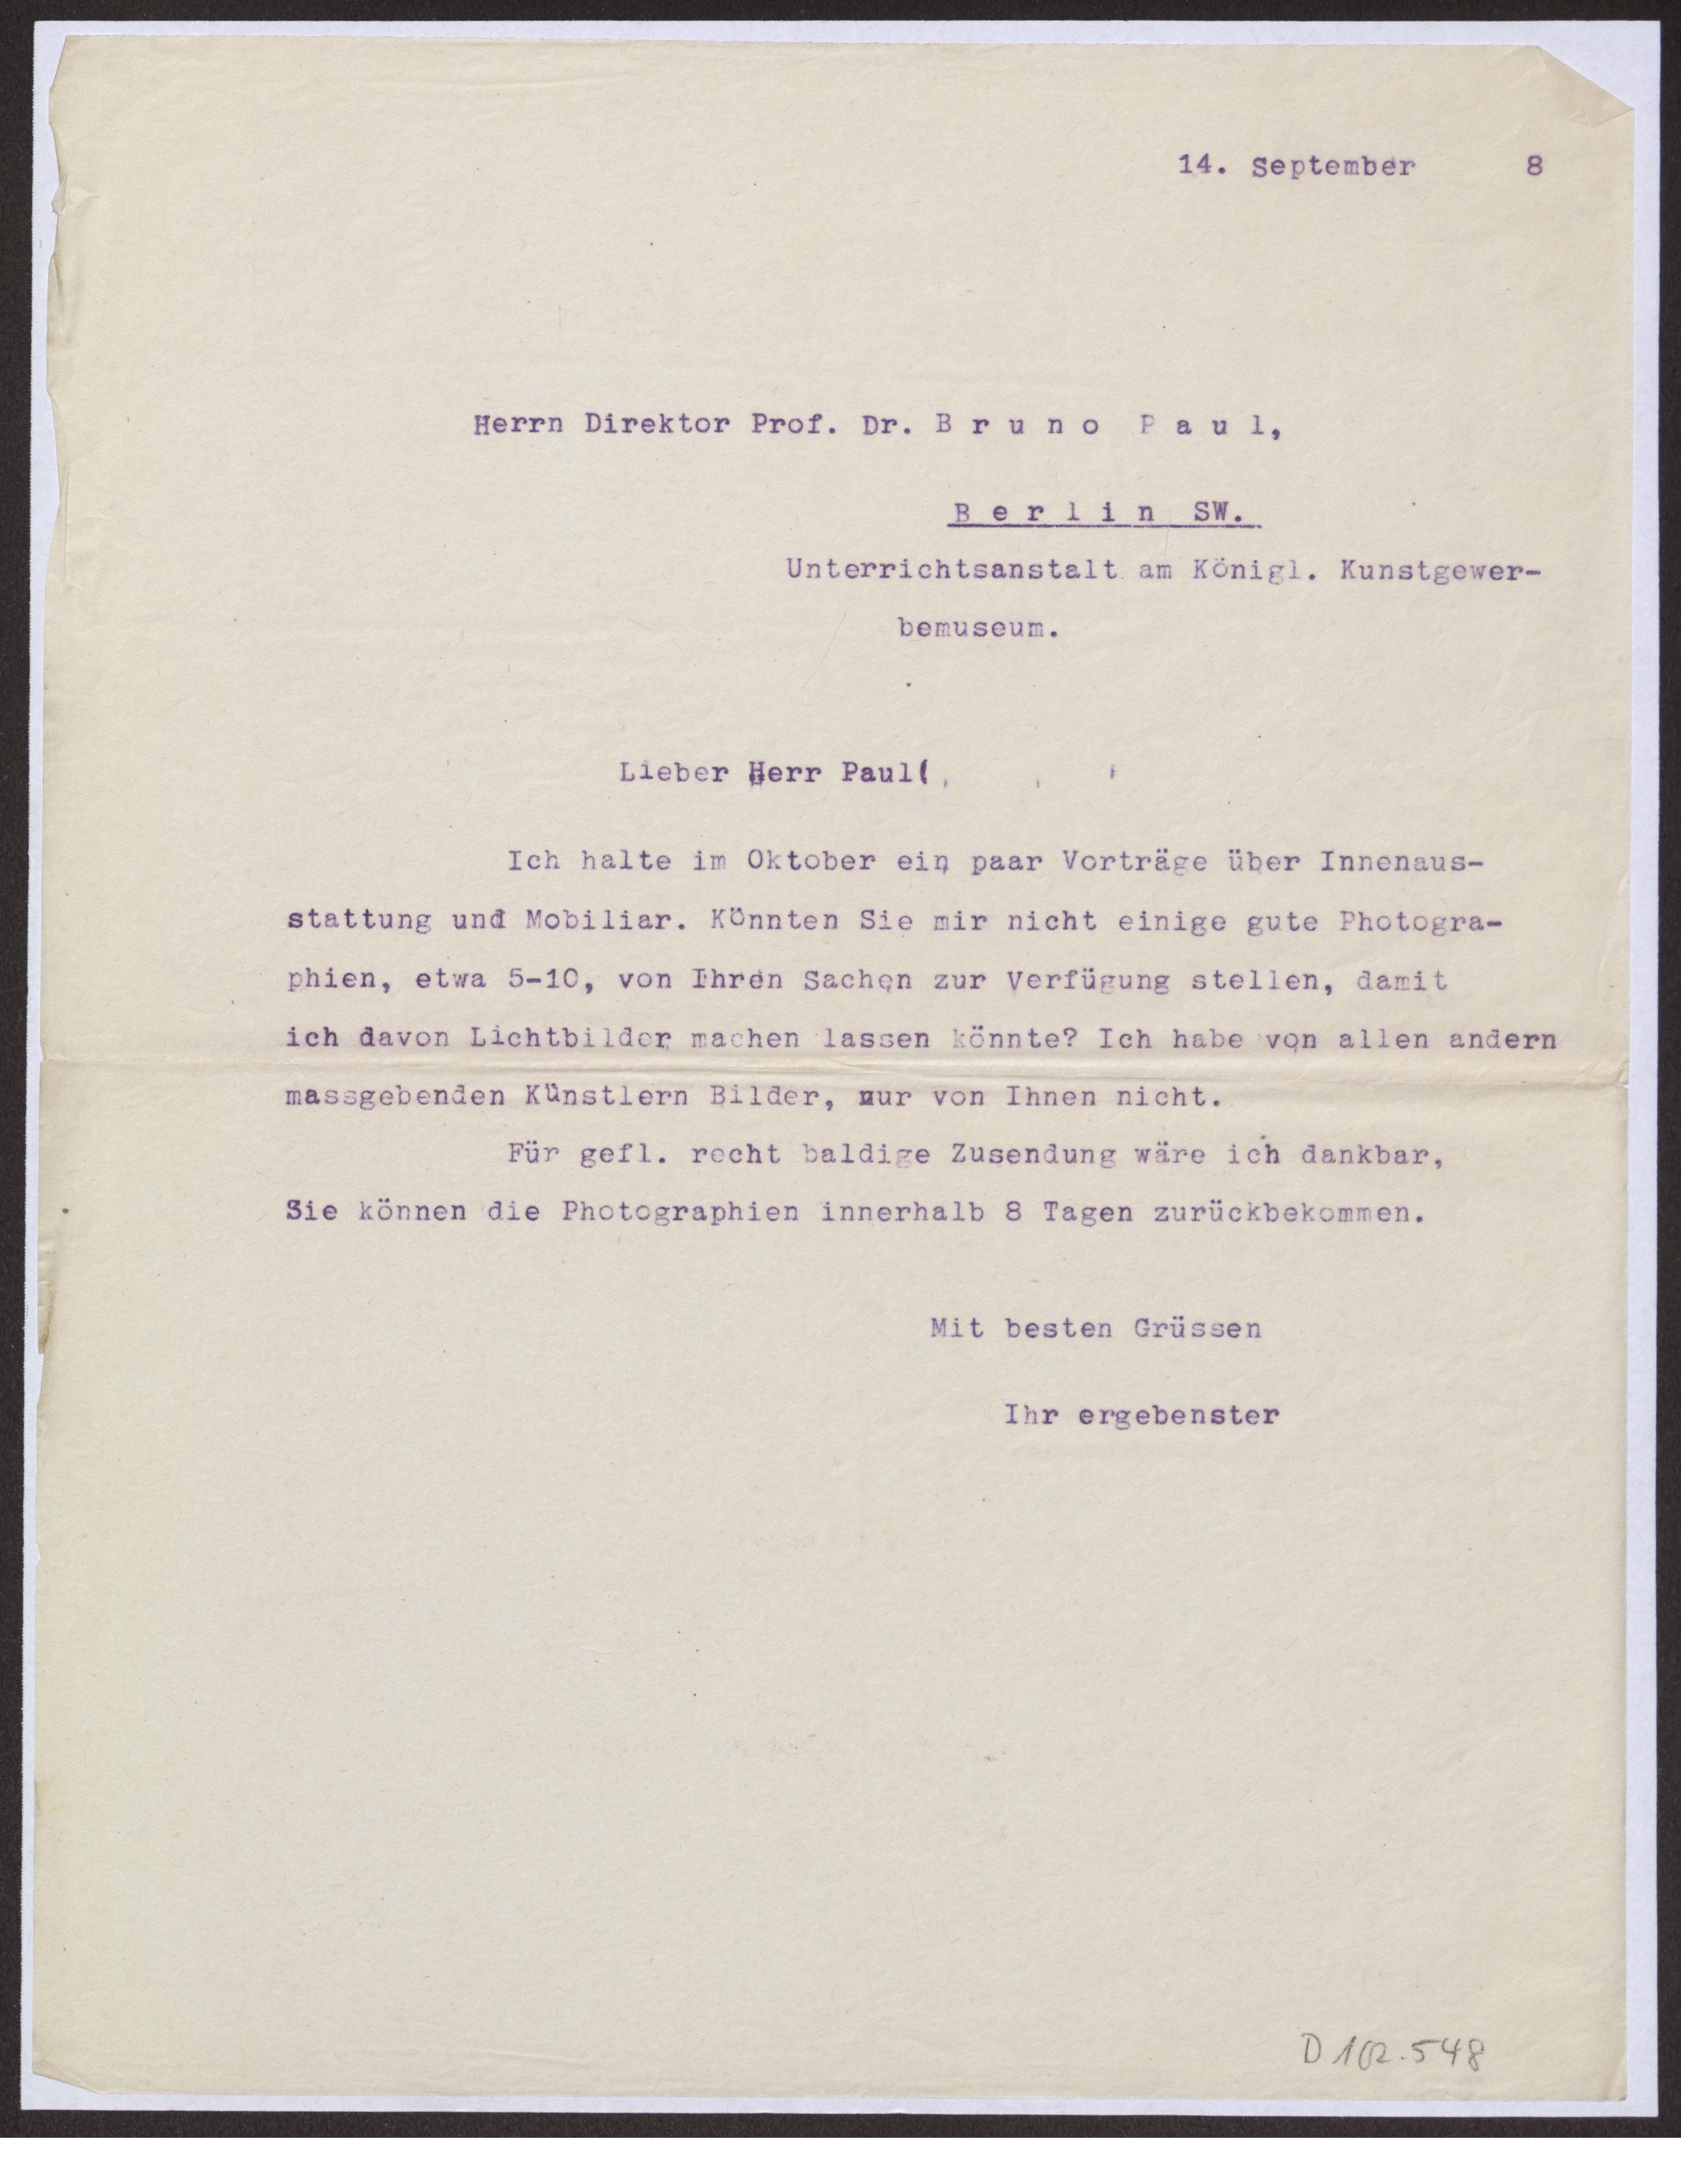 14. September 8
Herrn Direktor Prof. Dr. B r u n o P a u l,
B e r l i n SW.
Unterrichtsanstalt am Königl. Kunstgewer-
bemuseum.
Lieber Herr Paul(,
Ich halte im Oktober ein paar Vorträge über Innenaus-
stattung und Mobiliar. Könnten Sie mir nicht einige gute Photogra-
phien, etwa 5-10, von Ihren Sachen zur Verfügung stellen, damit
ich davon Lichtbilder machen lassen könnte? Ich habe von allen andern
massgebenden Künstlern Bilder, nur von Ihnen nicht.
Für gefl. recht baldige Zusendung wäre ich dankbar,
Sie können die Photographien innerhalb 8 Tagen zurückbekommen.
Mit besten Grüssen
Ihr ergebenster
D 102.548